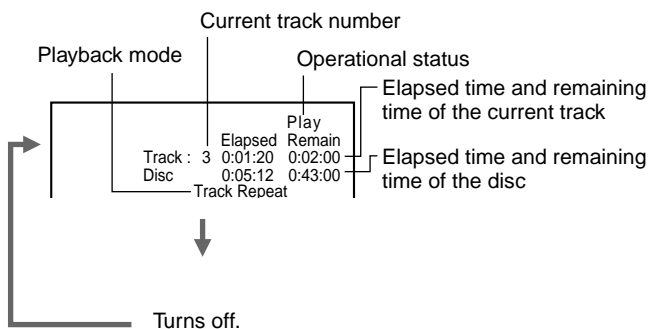 Current track number
Playback mode
Operational status
Elapsed time and remaining
time of the current track
Play
Elapsed Remain
Track : 3 0:01:20 0:02:00
Disc 0:05:12 0:43:00
Track Repeat
Elapsed time and remaining
time of the disc
Turns off.